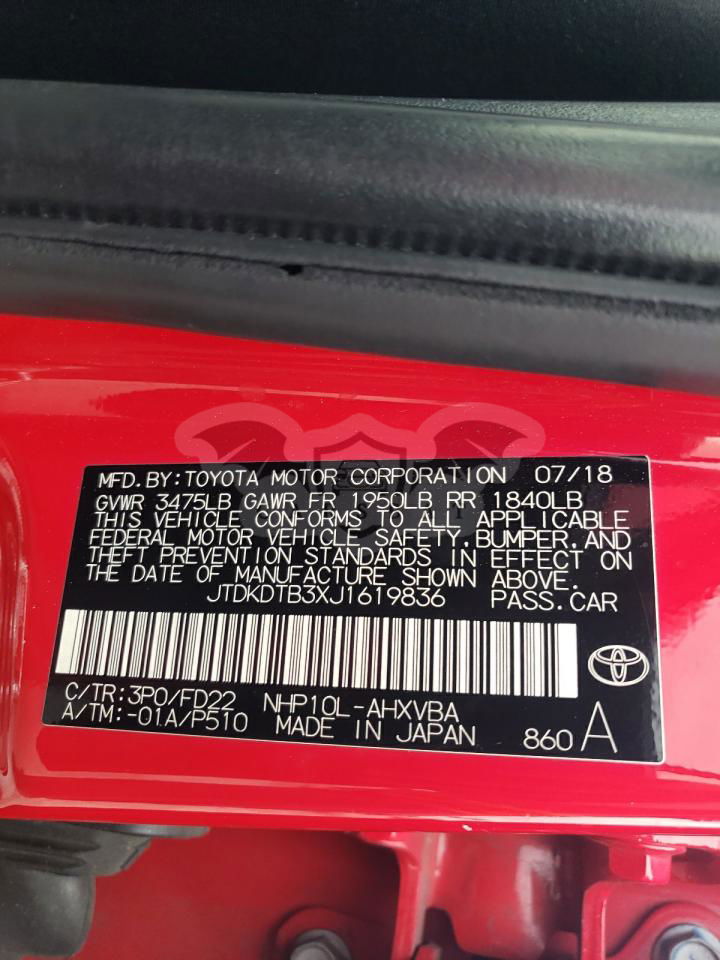 MFD.BY:TOYOTA MOTOR CORPORATION 07/18
GVWR 3475LB GAWR FR 1950LB RR 1840LB
THIS VEHICLE CONFORMS TO ALL APPLICABLE
FEDERAL MOTOR VEHICLE SAFETY, BUMPER, AND
THEFT PREVENTION STANDARDS IN EFFECT ON
THE DATE OF MANUFACTURE SHOWN ABOVE.
JTDKDTB3XJ1619836 PASS.CAR
C/TR:3P0/FD22 NHP10L-AHXVBA
A/TM:-01A/P510 MADE IN JAPAN 860 A